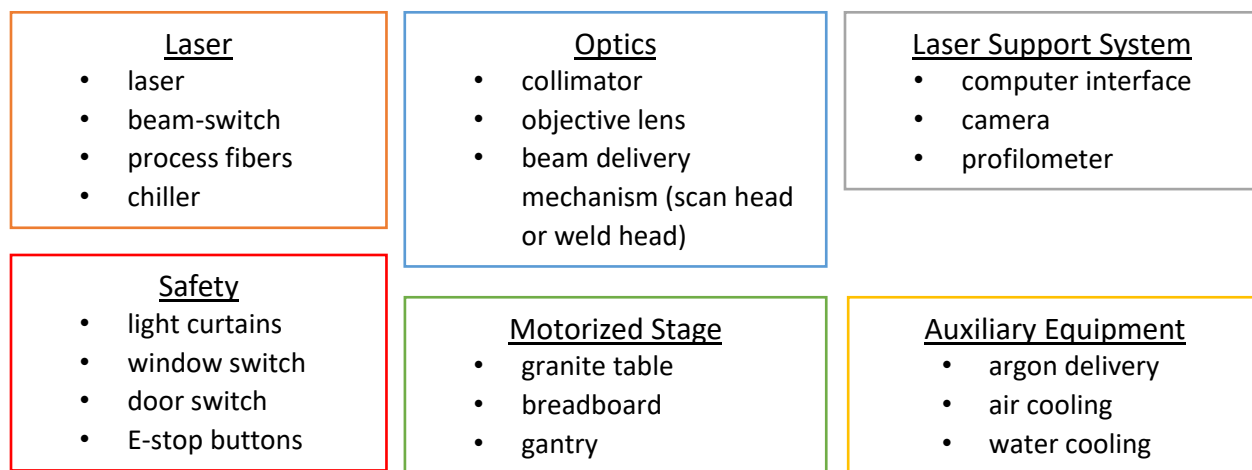 Laser
• laser
• beam-switch
• process fibers
• chiller
Optics
• collimator
• objective lens
• beam delivery
mechanism (scan head
or weld head)
Laser Support System
• computer interface
• camera
• profilometer
Safety
• light curtains
• window switch
• door switch
• E-stop buttons
Motorized Stage
• granite table
• breadboard
• gantry
Auxiliary Equipment
• argon delivery
• air cooling
• water cooling